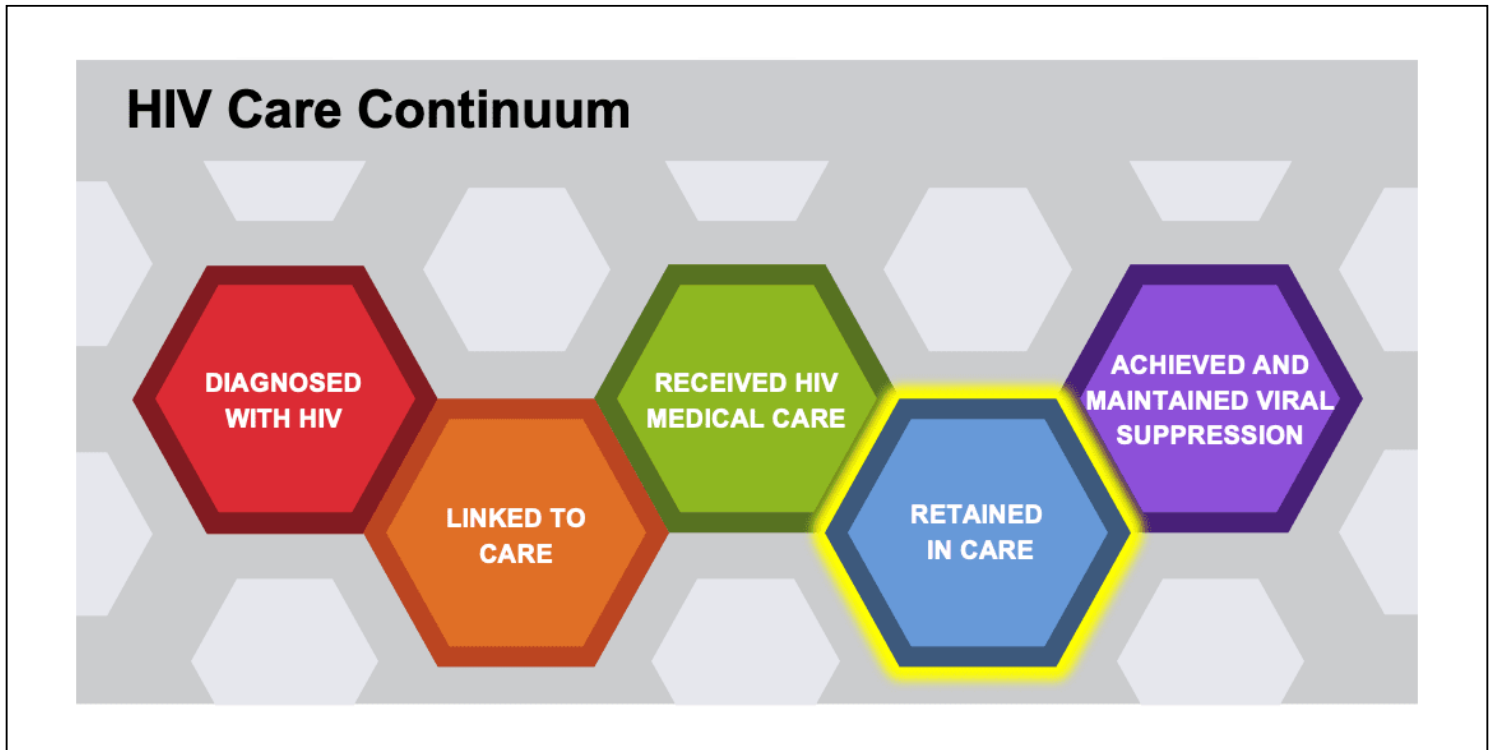 HIV Care Continuum
DIAGNOSED
WITH HIV
LINKED TO
CARE
RECEIVED HIV
MEDICAL CARE
RETAINED
IN CARE
ACHIEVED AND
MAINTAINED VIRAL
SUPPRESSION